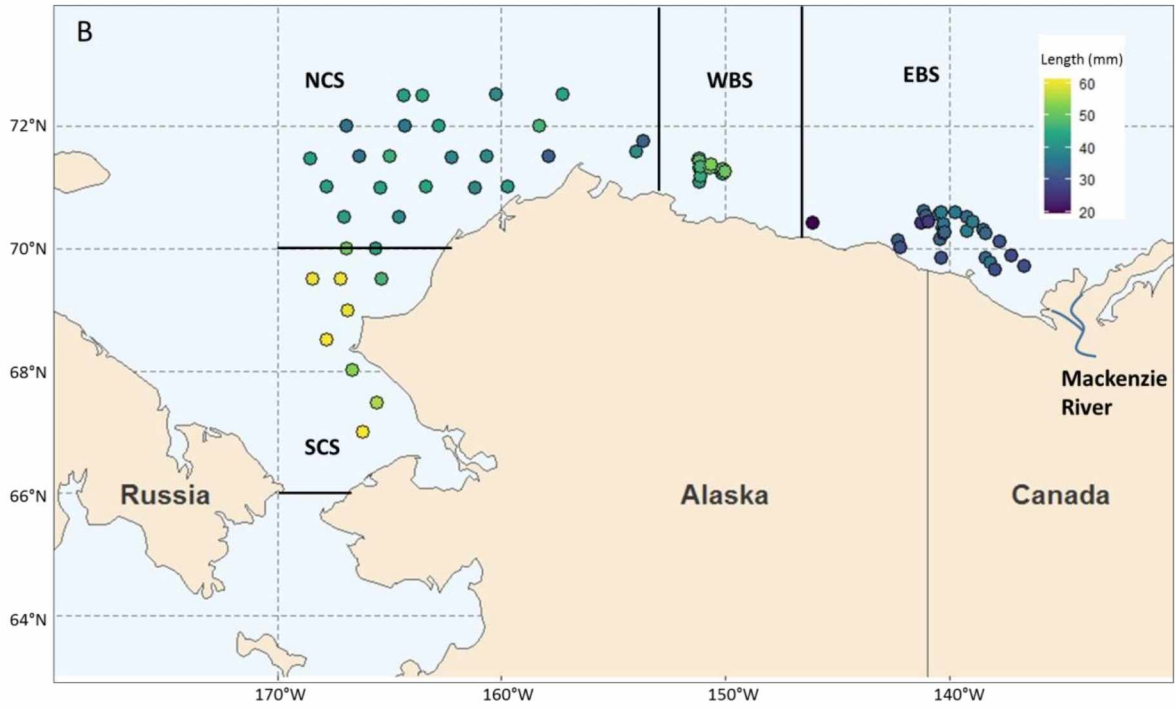 B
NCS
WBS
EBS
Length (mm)
60
50
40
30
20
72°N
70°N
68°N
66°N
64°N
Mackenzie
River
SCS
Russia
Alaska
Canada
170°W
160°W
150°W
140°W